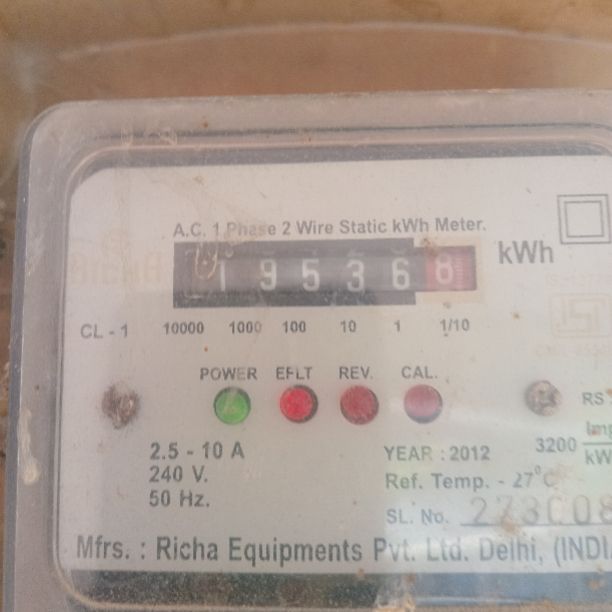 A.C. 1 Phase 2 Wire Static kWh Meter.
1 9 5 3 6 8 kWh
CL - 1 10000 1000 100 10 1 1/10
POWER EFLT REV. CAL.
RS
2.5 - 10 A
240 V.
50 Hz.
YEAR : 2012
3200
Ref. Temp. - 27°C
SL. No.
Mfrs. : Richa Equipments Pvt. Ltd. Delhi,